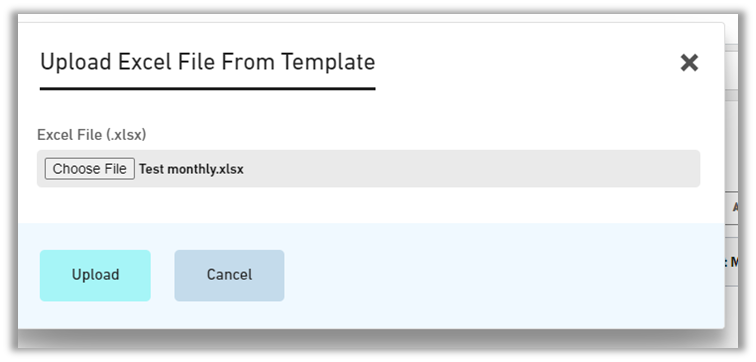 Upload Excel File From Template
Excel File (.xlsx)
Choose File Test monthly.xlsx
A
: M
Upload Cancel